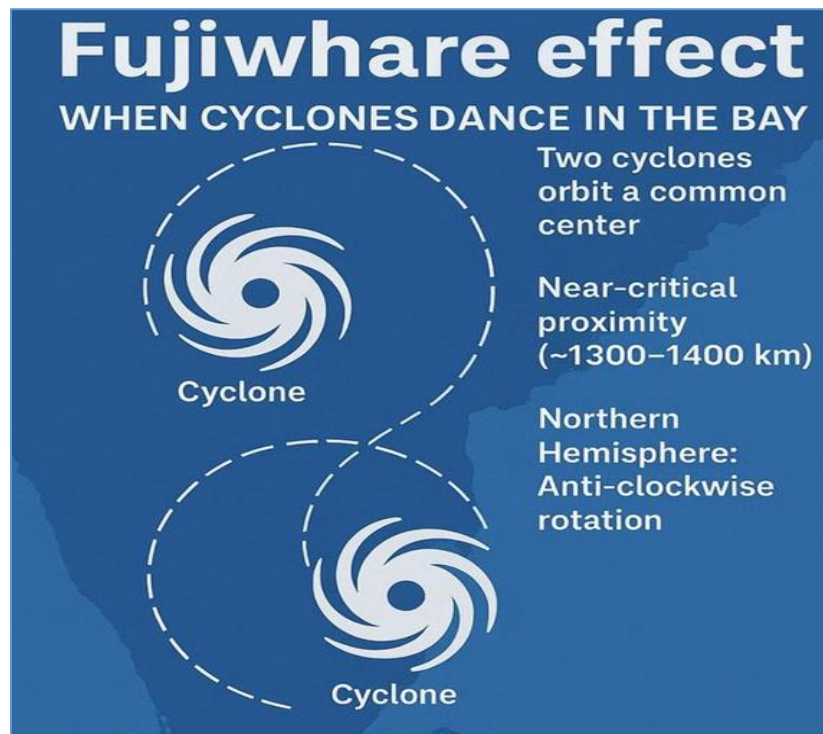 Fujiwhare effect
WHEN CYCLONES DANCE IN THE BAY
Two cyclones
orbit a common
center
Near-critical
proximity
(~1300–1400 km)
Northern
Hemisphere:
Anti-clockwise
rotation
Cyclone
Cyclone